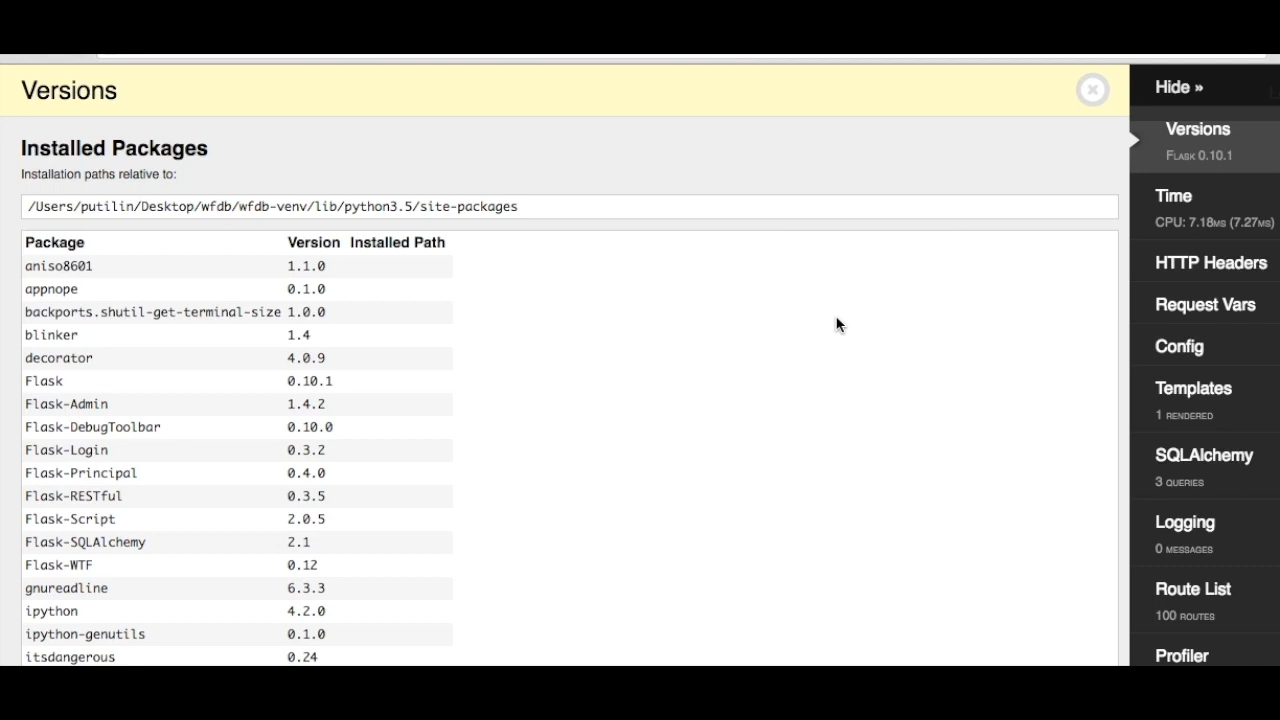 Versions
Installed Packages
Installation paths relative to:
/Users/putilin/Desktop/wfdb/wfdb-venv/lib/python3.5/site-packages
Package Version Installed Path
aniso8601 1.1.0
appnope 0.1.0
backports.shutil-get-terminal-size 1.0.0
blinker 1.4
decorator 4.0.9
Flask 0.10.1
Flask-Admin 1.4.2
Flask-DebugToolbar 0.10.0
Flask-Login 0.3.2
Flask-Principal 0.4.0
Flask-RESTful 0.3.5
Flask-Script 2.0.5
Flask-SQLAlchemy 2.1
Flask-WTF 0.12
gnureadline 6.3.3
ipython 4.2.0
ipython-genutils 0.1.0
itsdangerous 0.24
Hide »
Versions
Flask 0.10.1
Time
CPU: 7.18ms (7.27ms)
HTTP Headers
Request Vars
Config
Templates
1 rendered
SQLAlchemy
3 queries
Logging
0 messages
Route List
100 routes
Profiler